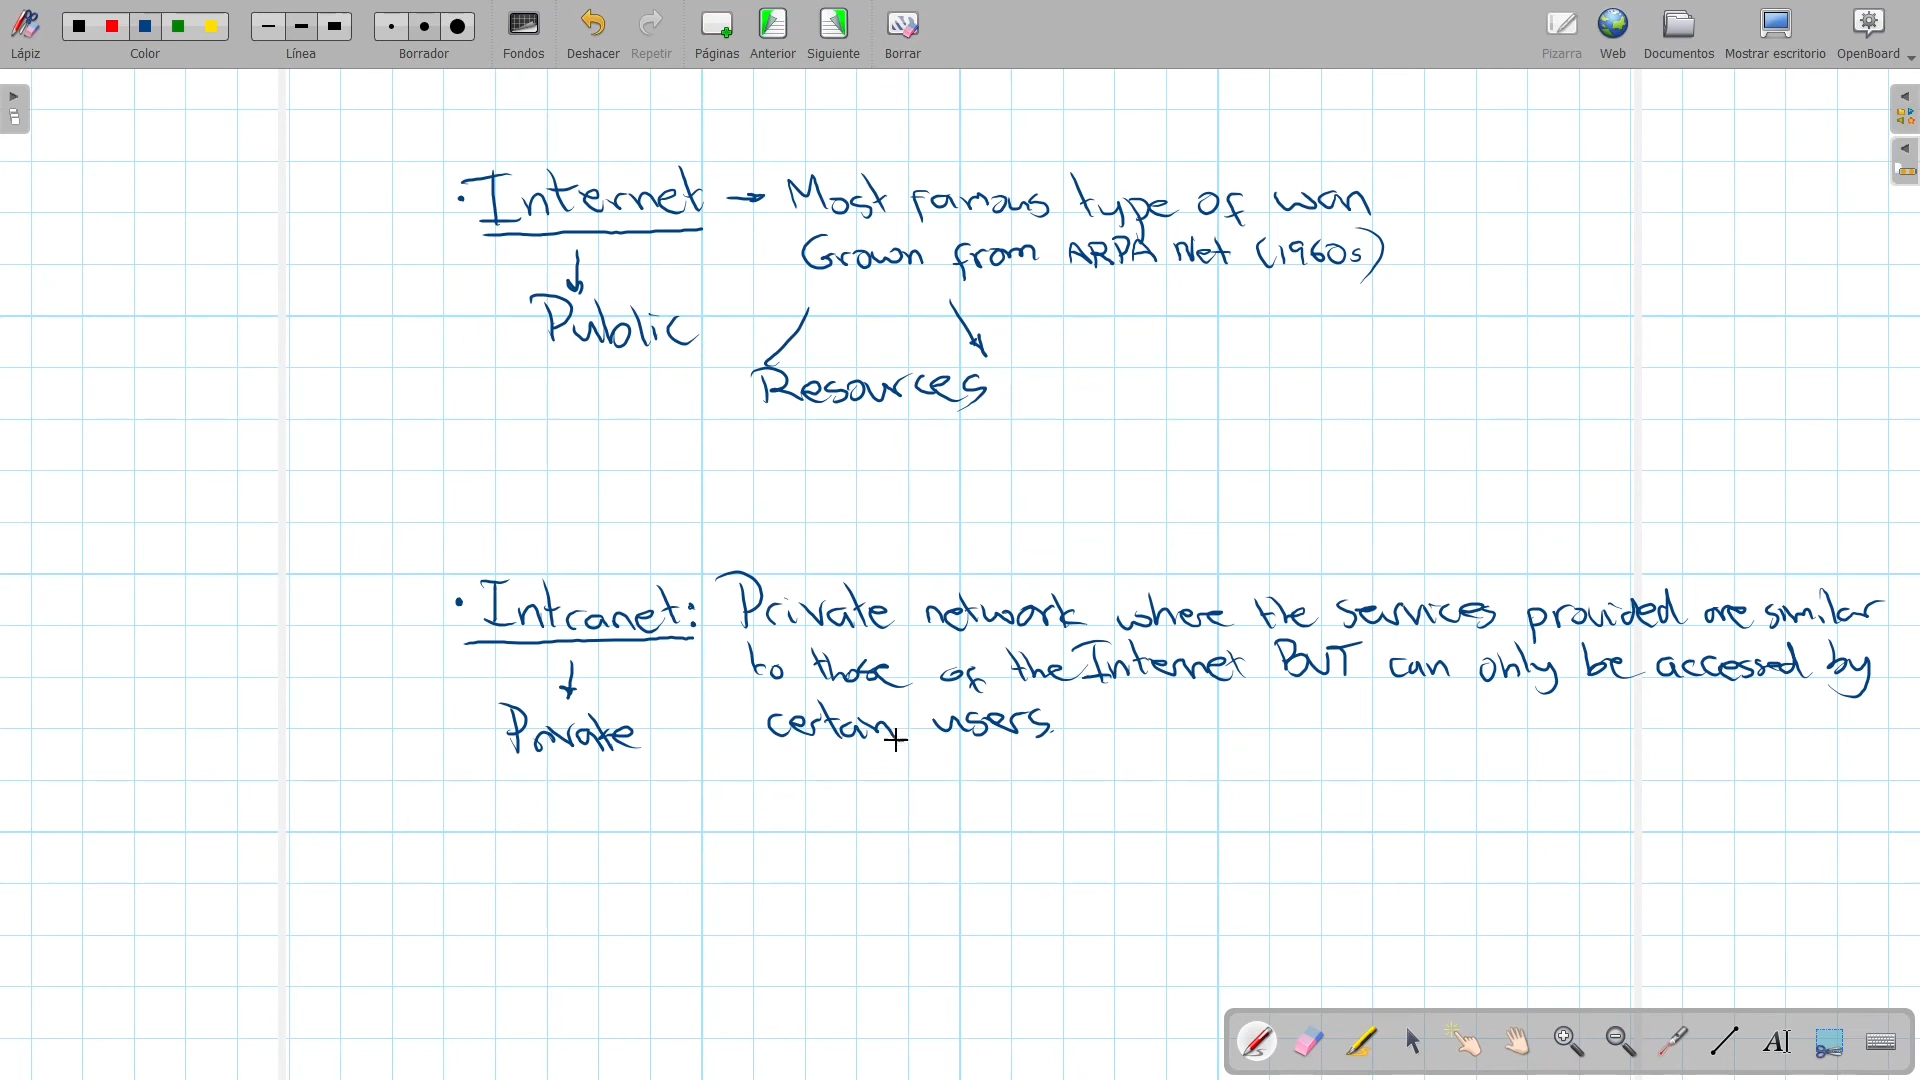 Lápiz Color Línea Borrador Fondos Deshacer Repetir Páginas Anterior Siguiente Borrar Pizarra Web Documentos Mostrar escritorio OpenBoard
· Internet → Most famous type of wan
Grown from ARPA Net (1960s)
↓
Public
Resources
· Intranet: Private network where the services provided are similar
to those of the Internet BUT can only be accessed by
↓
Private certain users.
AI